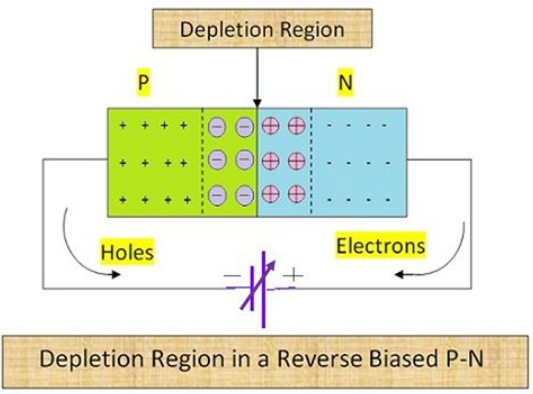 Depletion Region
P
N
+ + + +
- - - -
+ + + +
- - - -
+ + + +
- - - -
Holes
Electrons
− +
Depletion Region in a Reverse Biased P-N